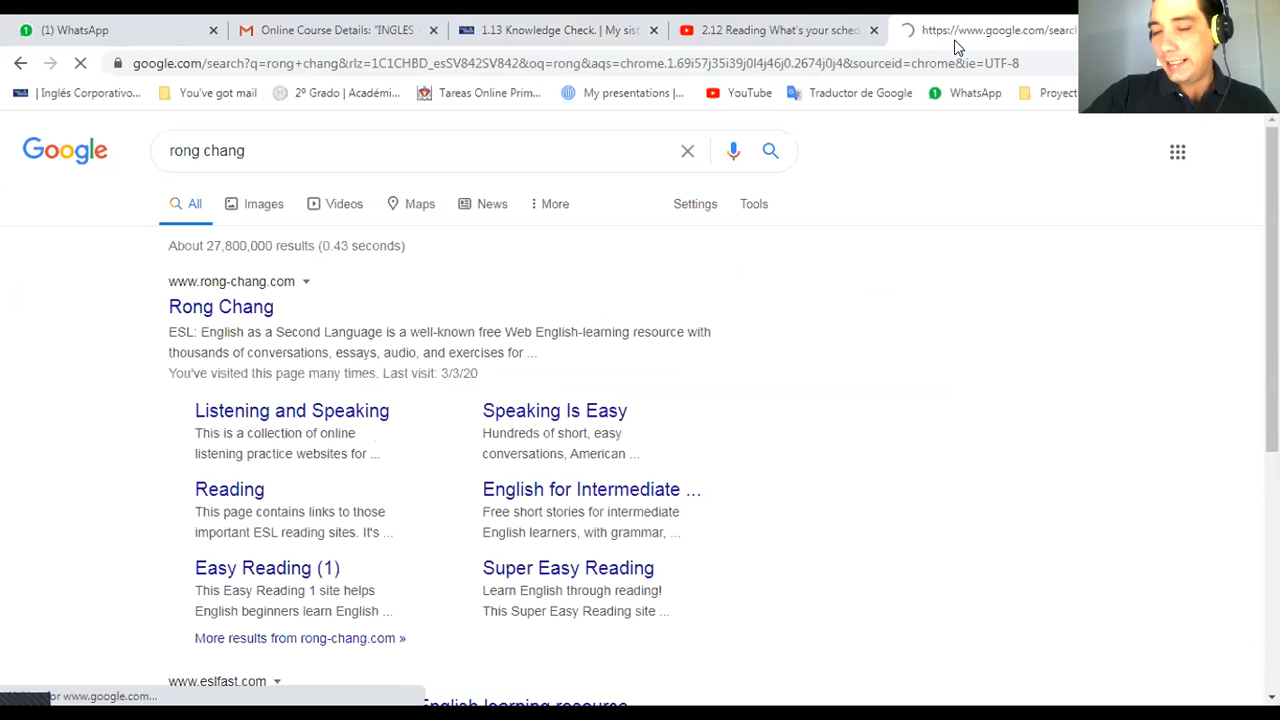 (1) WhatsApp
Online Course Details: "INGLES
1.13 Knowledge Check. | My sist
2.12 Reading What's your sched
https://www.google.com/searc
google.com/search?q=rong+chang&rlz=1C1CHBD_esSV842SV842&oq=rong&aqs=chrome.1.69i57j35i39j0l4j46j0.2674j0j4&sourceid=chrome&ie=UTF-8
| Inglés Corporativo...
You've got mail
2º Grado | Académi...
Tareas Online Prim...
My presentations |...
YouTube
Traductor de Google
WhatsApp
Proyect
Google
rong chang
All
Images
Videos
Maps
News
More
Settings
Tools
About 27,800,000 results (0.43 seconds)
www.rong-chang.com
Rong Chang
ESL: English as a Second Language is a well-known free Web English-learning resource with
thousands of conversations, essays, audio, and exercises for ...
You've visited this page many times. Last visit: 3/3/20
Listening and Speaking
This is a collection of online
listening practice websites for ...
Speaking Is Easy
Hundreds of short, easy
conversations, American ...
Reading
This page contains links to those
important ESL reading sites. It's ...
English for Intermediate ...
Free short stories for intermediate
English learners, with grammar, ...
Easy Reading (1)
This Easy Reading 1 site helps
English beginners learn English ...
Super Easy Reading
Learn English through reading!
This Super Easy Reading site ...
More results from rong-chang.com »
www.eslfast.com
or www.google.com...
English learning resource